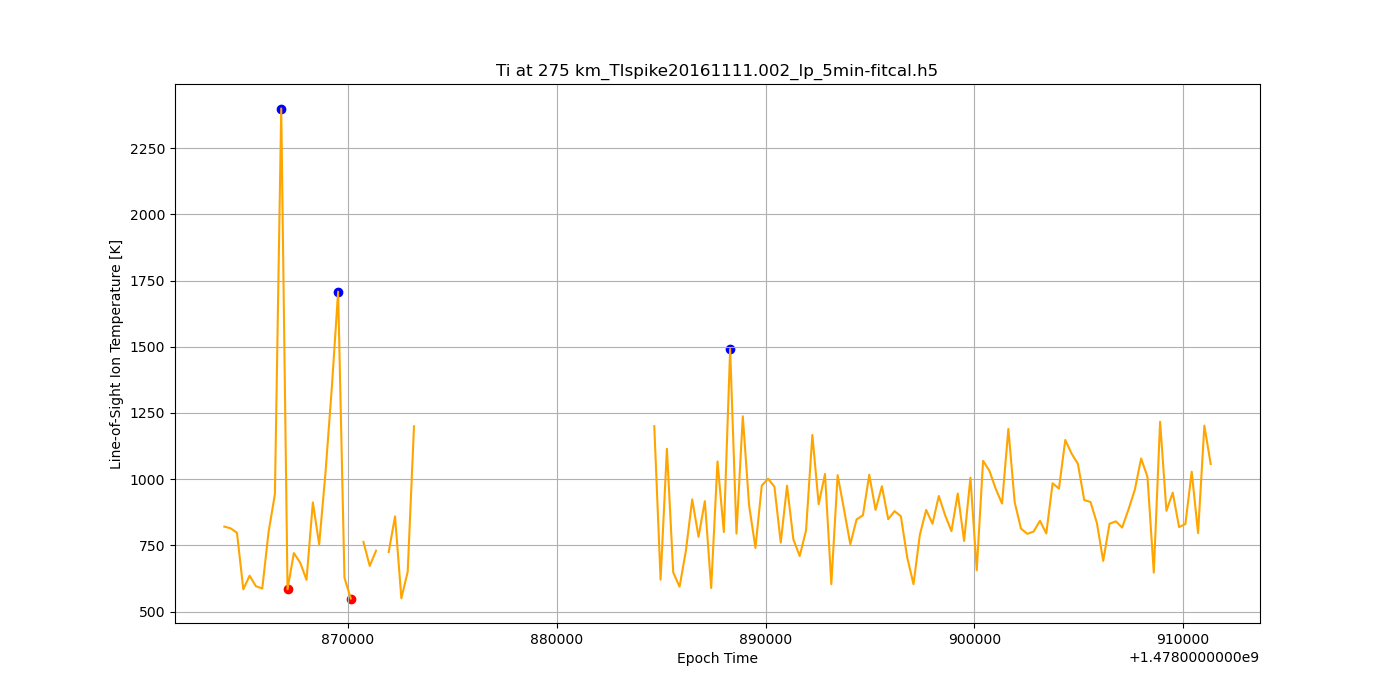 Ti at 275 km_TIspike20161111.002_lp_5min-fitcal.h5
Line-of-Sight Ion Temperature [K]
2250
2000
1750
1500
1250
1000
750
500
870000 880000 890000 900000 910000
Epoch Time
+1.4780000000e9